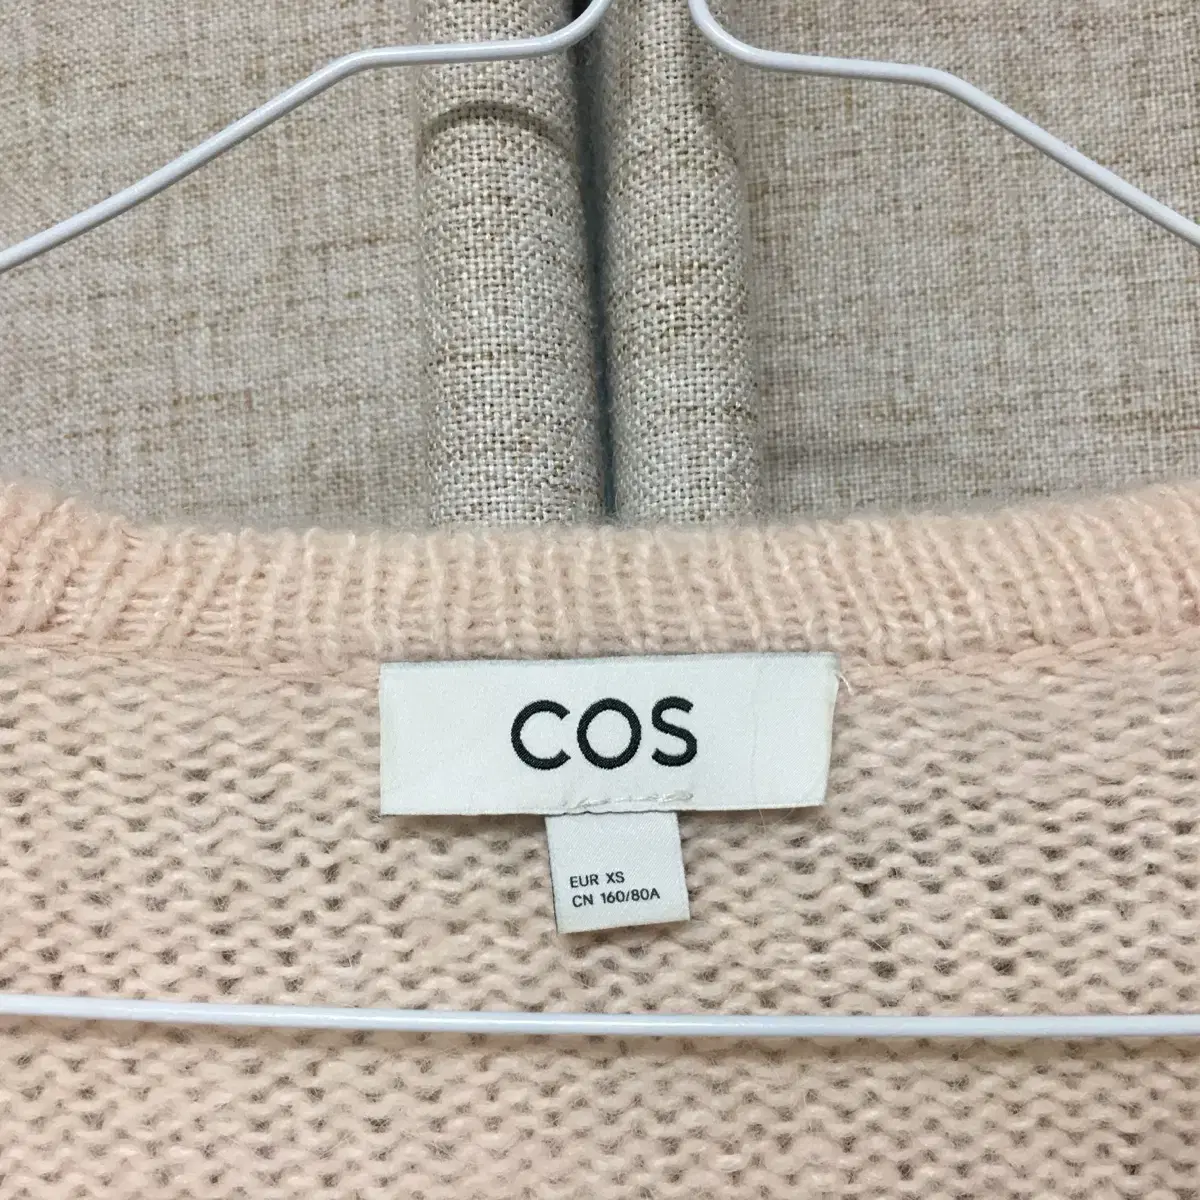 COS
EUR XS
CN 160/80A